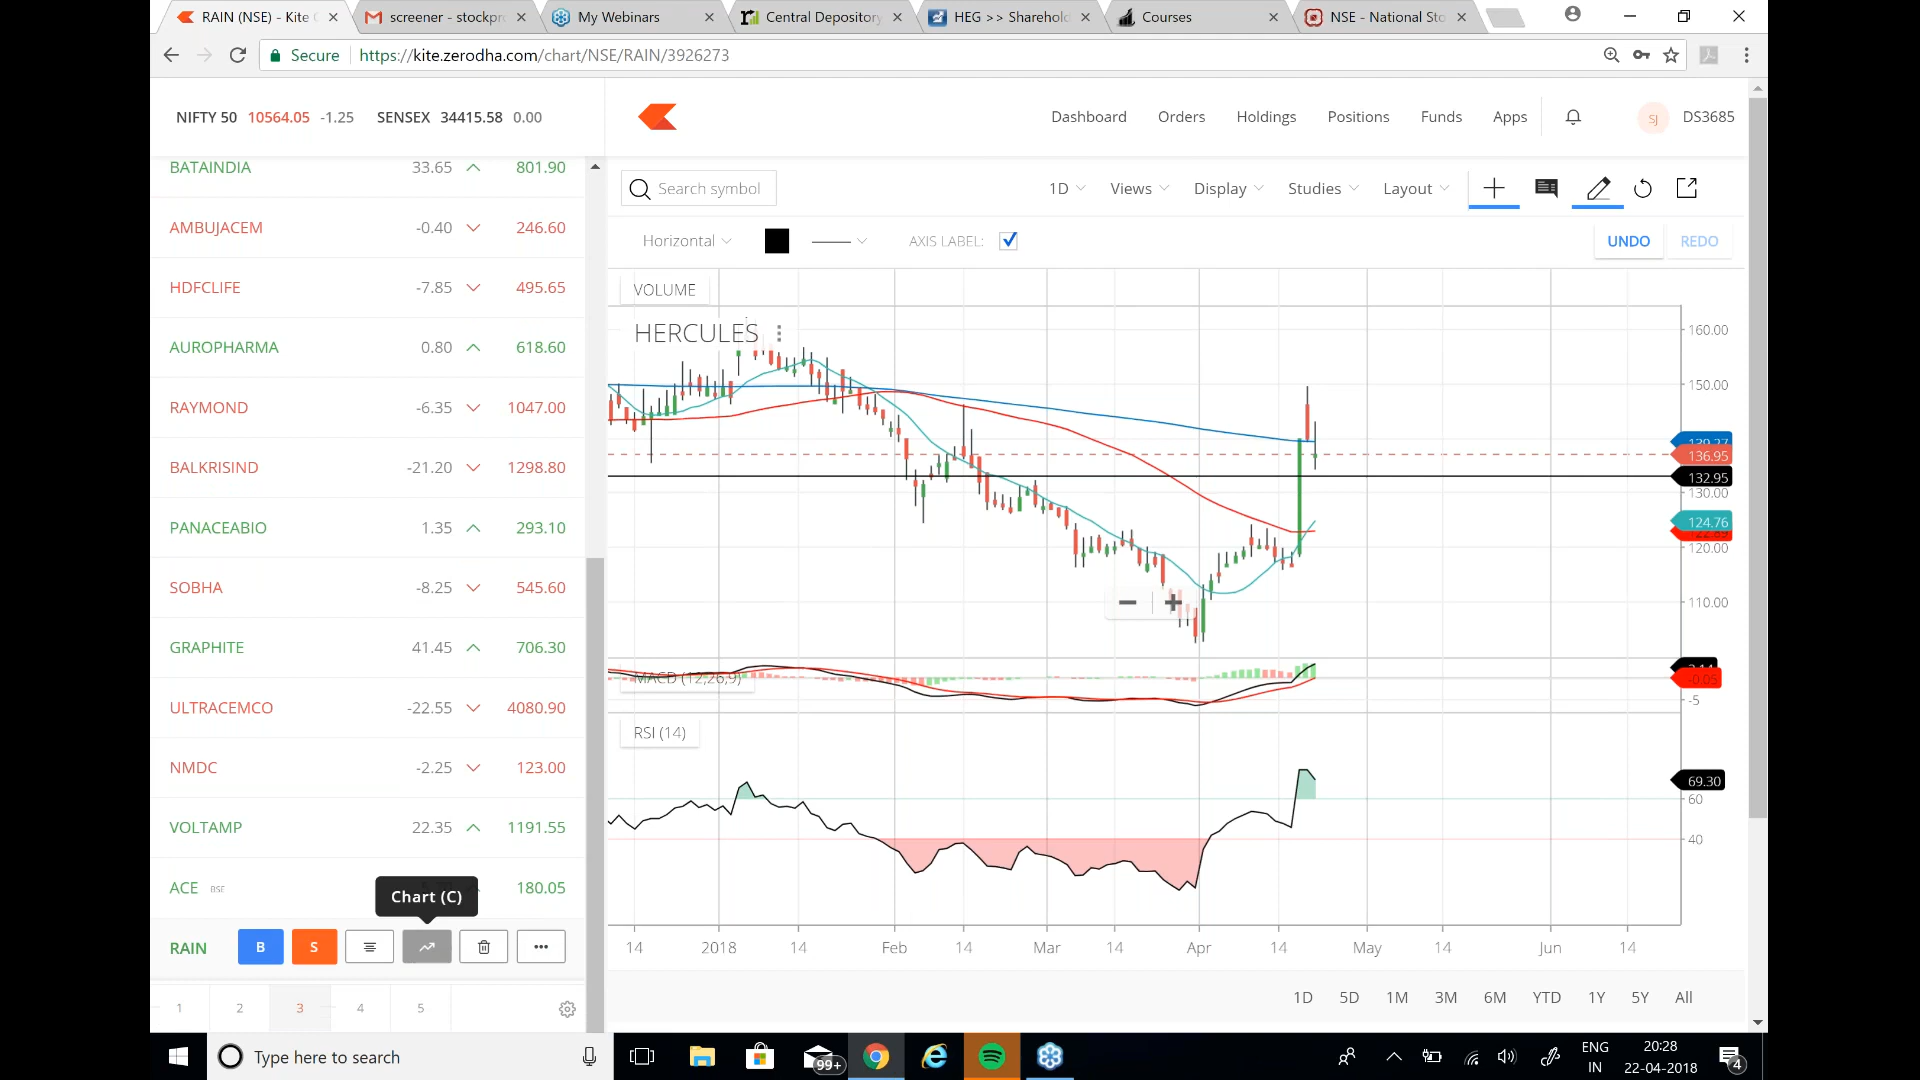 RAIN (NSE) - Kite
screener - stockpr
My Webinars
Central Depository
HEG >> Sharehol
Courses
NSE - National Sto
Secure
https://kite.zerodha.com/chart/NSE/RAIN/3926273
NIFTY 50 10564.05 -1.25 SENSEX 34415.58 0.00
Dashboard Orders Holdings Positions Funds Apps SJ DS3685
BATAINDIA 33.65 801.90
AMBUJACEM -0.40 246.60
HDFCLIFE -7.85 495.65
AUROPHARMA 0.80 618.60
RAYMOND -6.35 1047.00
BALKRISIND -21.20 1298.80
PANACEABIO 1.35 293.10
SOBHA -8.25 545.60
GRAPHITE 41.45 706.30
ULTRACEMCO -22.55 4080.90
NMDC -2.25 123.00
VOLTAMP 22.35 1191.55
ACE BSE 180.05
Chart (C)
RAIN B S
1 2 3 4 5
Search symbol
1D Views Display Studies Layout
Horizontal AXIS LABEL: UNDO REDO
VOLUME
HERCULES
160.00
150.00
139.27
136.95
132.95
130.00
124.76
120.00
110.00
MACD (12,26,9)
-0.05
-5
RSI (14)
69.30
60
40
14 2018 14 Feb 14 Mar 14 Apr 14 May 14 Jun 14
1D 5D 1M 3M 6M YTD 1Y 5Y All
Type here to search
99+
ENG
IN
20:28
22-04-2018
4